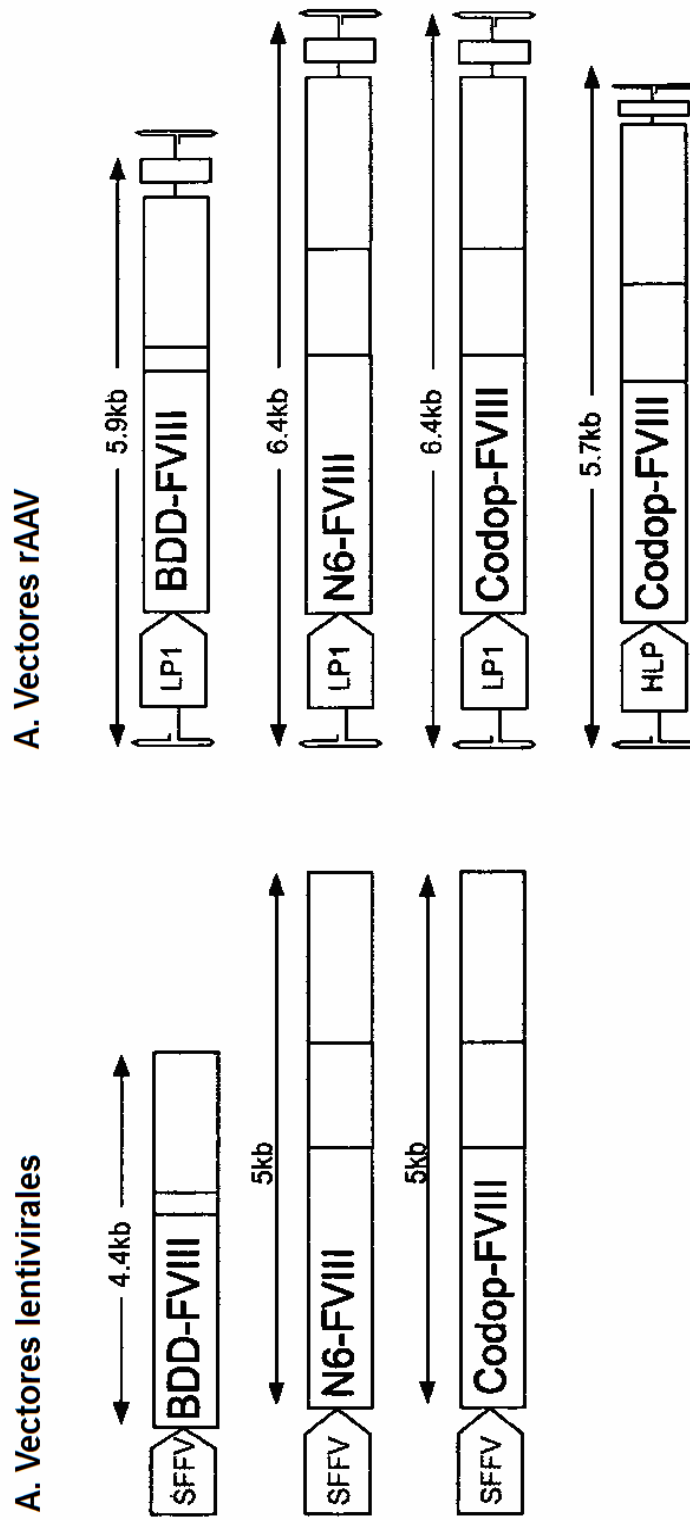 A. Vectores lentivirales
4.4kb
SFFV
BDD-FVIII
5kb
SFFV
N6-FVIII
5kb
SFFV
Codop-FVIII
A. Vectores rAAV
5.9kb
LP1
BDD-FVIII
6.4kb
LP1
N6-FVIII
6.4kb
LP1
Codop-FVIII
5.7kb
HLP
Codop-FVIII